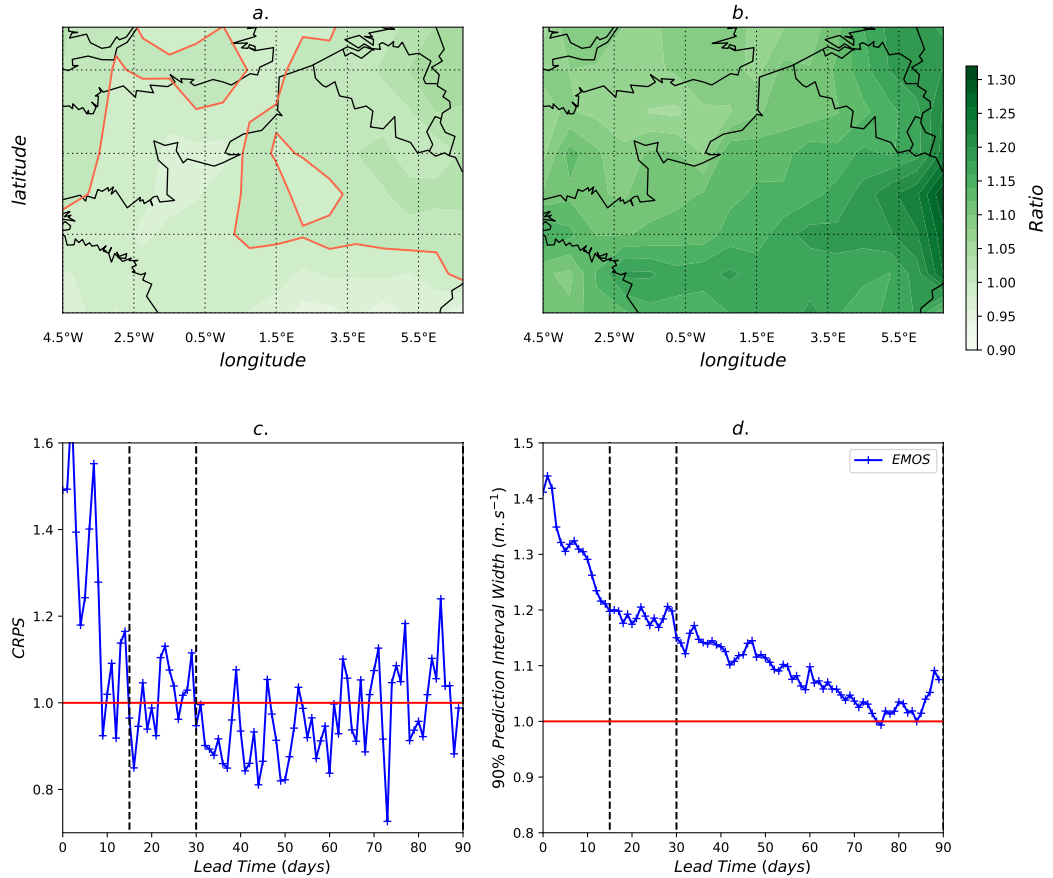 a.
b.
latitude
4.5°W 2.5°W 0.5°W 1.5°E 3.5°E 5.5°E
longitude
4.5°W 2.5°W 0.5°W 1.5°E 3.5°E 5.5°E
longitude
1.30
1.25
1.20
1.15
1.10
1.05
1.00
0.95
0.90
Ratio
c.
CRPS
1.6
1.4
1.2
1.0
0.8
0 10 20 30 40 50 60 70 80 90
Lead Time (days)
d.
EMOS
90% Prediction Interval Width (m.s⁻¹)
1.5
1.4
1.3
1.2
1.1
1.0
0.9
0.8
0 10 20 30 40 50 60 70 80 90
Lead Time (days)